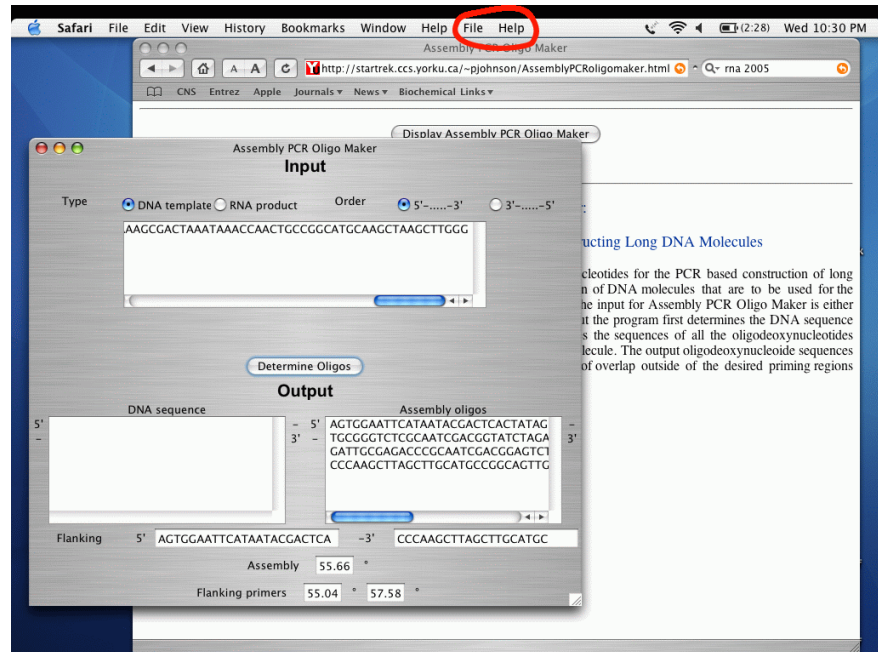 Safari File Edit View History Bookmarks Window Help File Help (2:28) Wed 10:30 PM
Assembly PCR Oligo Maker
A A http://startrek.ccs.yorku.ca/~pjohnson/AssemblyPCRoligomaker.html rna 2005
CNS Entrez Apple Journals News Biochemical Links
Display Assembly PCR Oligo Maker
Assembly PCR Oligo Maker
Input
Type DNA template RNA product Order 5'-.....-3' 3'-.....-5'
AAGCGACTAAATAAACCAACTGCCGGCATGCAAGCTAAGCTTGGG
ucting Long DNA Molecules
cleotides for the PCR based construction of long
n of DNA molecules that are to be used for the
he input for Assembly PCR Oligo Maker is either
ut the program first determines the DNA sequence
s the sequences of all the oligodeoxynucleotides
lecule. The output oligodeoxynucleoide sequences
of overlap outside of the desired priming regions
Determine Oligos
Output
DNA sequence Assembly oligos
5' - 5' AGTGGAATTCATAATACGACTCACTATAG -
- 3' - TGCGGGTCTCGCAATCGACGGTATCTAGA 3'
GATTGCGAGACCCGCAATCGACGGAGTCT
CCCAAGCTTAGCTTGCATGCCGGCAGTTG
Flanking 5' AGTGGAATTCATAATACGACTCA -3' CCCAAGCTTAGCTTGCATGC
Assembly 55.66 °
Flanking primers 55.04 ° 57.58 °